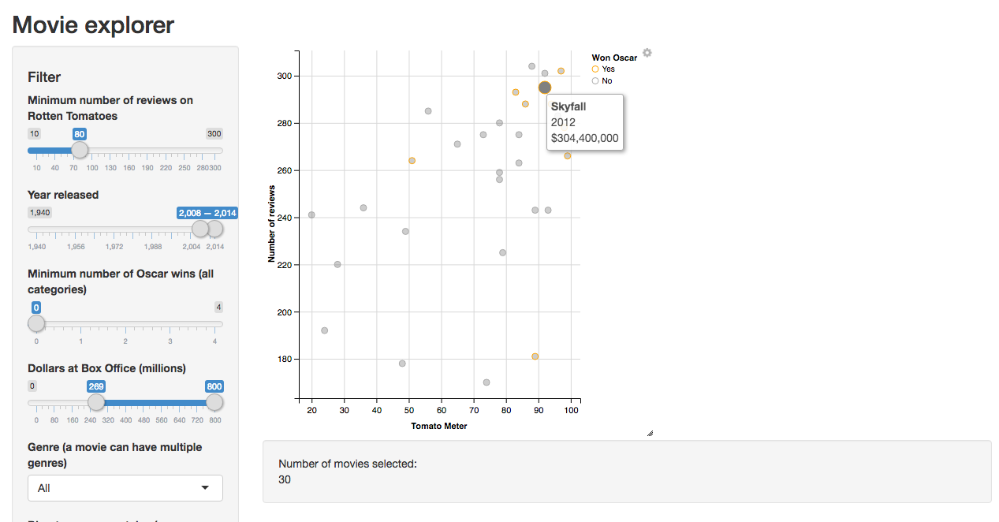 Movie explorer
Filter
Minimum number of reviews on
Rotten Tomatoes
10 80 300
10 40 70 100 130 160 190 220 250 280 300
Year released
1,940 2,008 — 2,014
1,940 1,956 1,972 1,988 2,004 2,014
Minimum number of Oscar wins (all
categories)
0 4
0 1 2 3 4
Dollars at Box Office (millions)
0 269 800
0 80 160 240 320 400 480 560 640 720 800
Genre (a movie can have multiple
genres)
All
Number of reviews
300
280
260
240
220
200
180
20 30 40 50 60 70 80 90 100
Tomato Meter
Won Oscar
Yes
No
Skyfall
2012
$304,400,000
Number of movies selected:
30